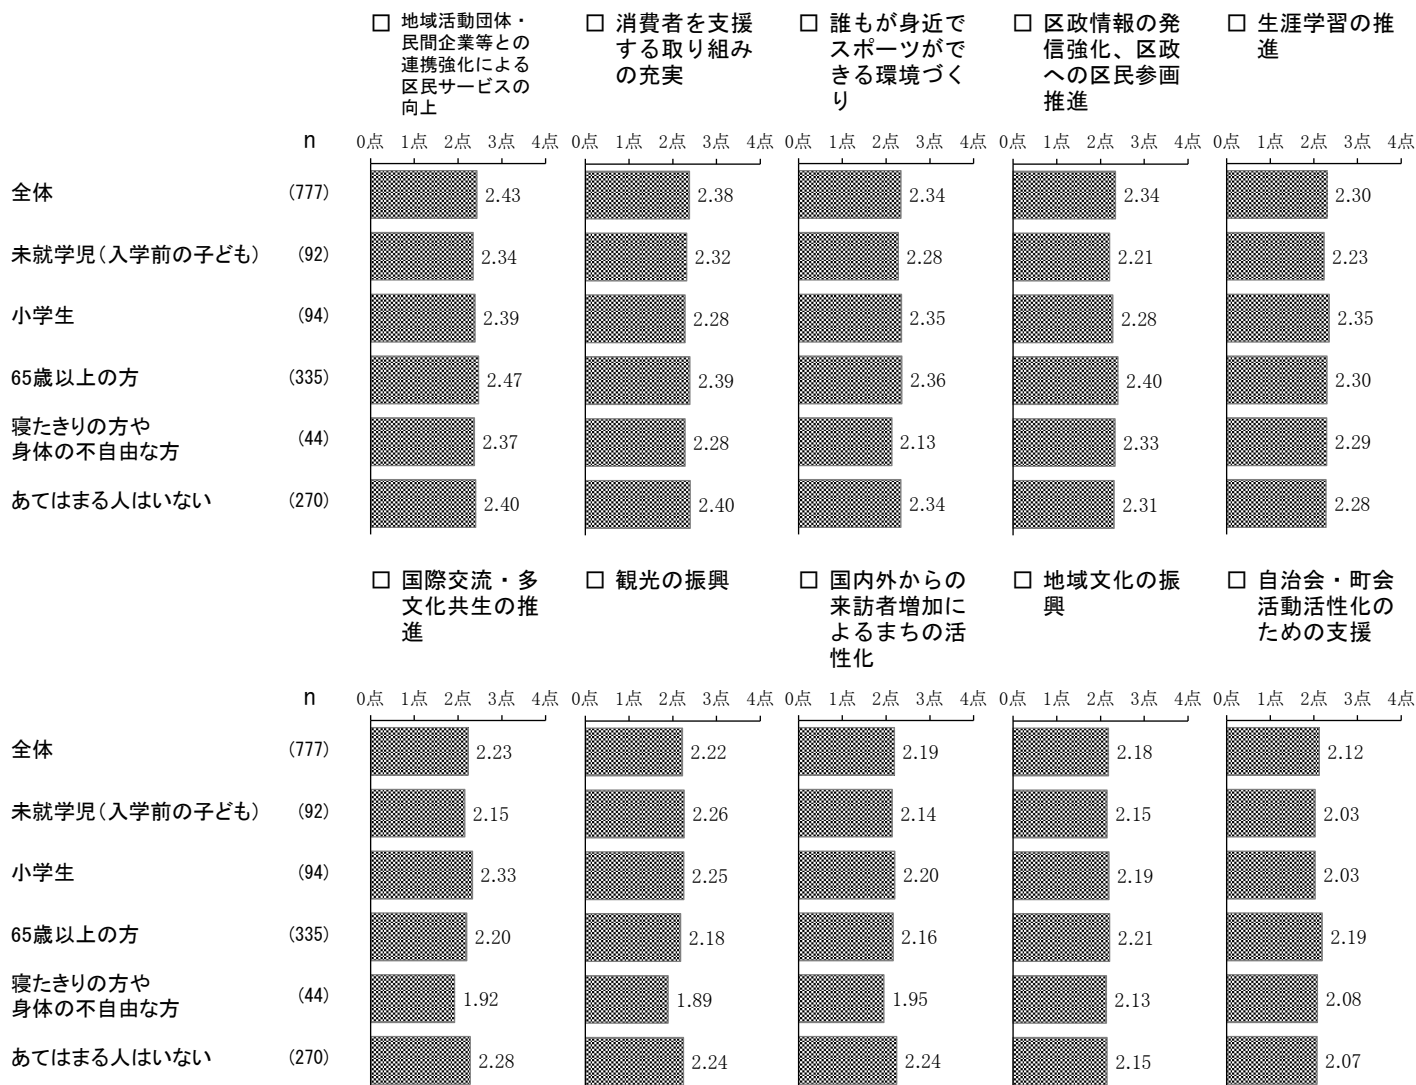 □ 地域活動団体・
民間企業等との
連携強化による
区民サービスの
向上
□ 消費者を支援
する取り組み
の充実
□ 誰もが身近で
スポーツがで
きる環境づく
り
□ 区政情報の発
信強化、区政
への区民参画
推進
□ 生涯学習の推
進
n 0点 1点 2点 3点 4点 0点 1点 2点 3点 4点 0点 1点 2点 3点 4点 0点 1点 2点 3点 4点 0点 1点 2点 3点 4点
全体 (777) 2.43 2.38 2.34 2.34 2.30
未就学児(入学前の子ども) (92) 2.34 2.32 2.28 2.21 2.23
小学生 (94) 2.39 2.28 2.35 2.28 2.35
65歳以上の方 (335) 2.47 2.39 2.36 2.40 2.30
寝たきりの方や
身体の不自由な方 (44) 2.37 2.28 2.13 2.33 2.29
あてはまる人はいない (270) 2.40 2.40 2.34 2.31 2.28
□ 国際交流・多
文化共生の推
進
□ 観光の振興
□ 国内外からの
来訪者増加に
よるまちの活
性化
□ 地域文化の振
興
□ 自治会・町会
活動活性化の
ための支援
n 0点 1点 2点 3点 4点 0点 1点 2点 3点 4点 0点 1点 2点 3点 4点 0点 1点 2点 3点 4点 0点 1点 2点 3点 4点
全体 (777) 2.23 2.22 2.19 2.18 2.12
未就学児(入学前の子ども) (92) 2.15 2.26 2.14 2.15 2.03
小学生 (94) 2.33 2.25 2.20 2.19 2.03
65歳以上の方 (335) 2.20 2.18 2.16 2.21 2.19
寝たきりの方や
身体の不自由な方 (44) 1.92 1.89 1.95 2.13 2.08
あてはまる人はいない (270) 2.28 2.24 2.24 2.15 2.07